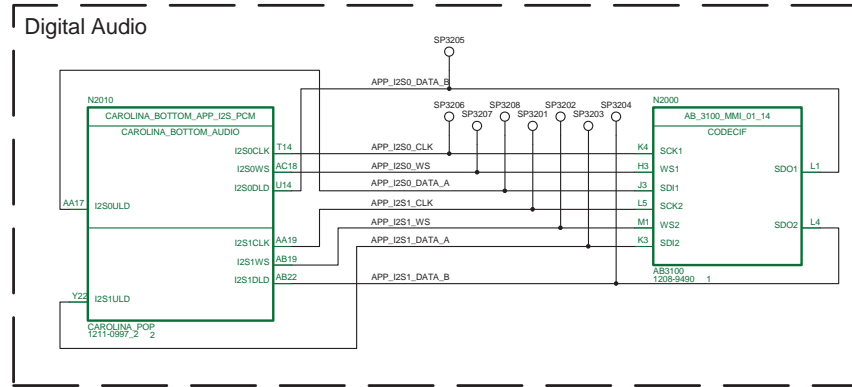 Digital Audio
SP3205
APP_I2S0_DATA_B
N2010
CAROLINA_BOTTOM_APP_I2S_PCM
CAROLINA_BOTTOM_AUDIO
SP3206
SP3207
SP3208
SP3201
SP3202
SP3203
SP3204
N2000
AB_3100_MMI_01_14
CODECIF
I2S0CLK
T14
APP_I2S0_CLK
K4
SCK1
I2S0WS
AC18
APP_I2S0_WS
H3
WS1
SDO1
L1
I2S0DLD
U14
APP_I2S0_DATA_A
J3
SDI1
AA17
I2S0ULD
APP_I2S1_CLK
L5
SCK2
APP_I2S1_WS
M1
WS2
SDO2
L4
I2S1CLK
AA19
APP_I2S1_DATA_A
K3
SDI2
I2S1WS
AB19
I2S1DLD
AB22
APP_I2S1_DATA_B
AB3100
1208-9490 1
Y22
I2S1ULD
CAROLINA_POP
1211-0997_2 2